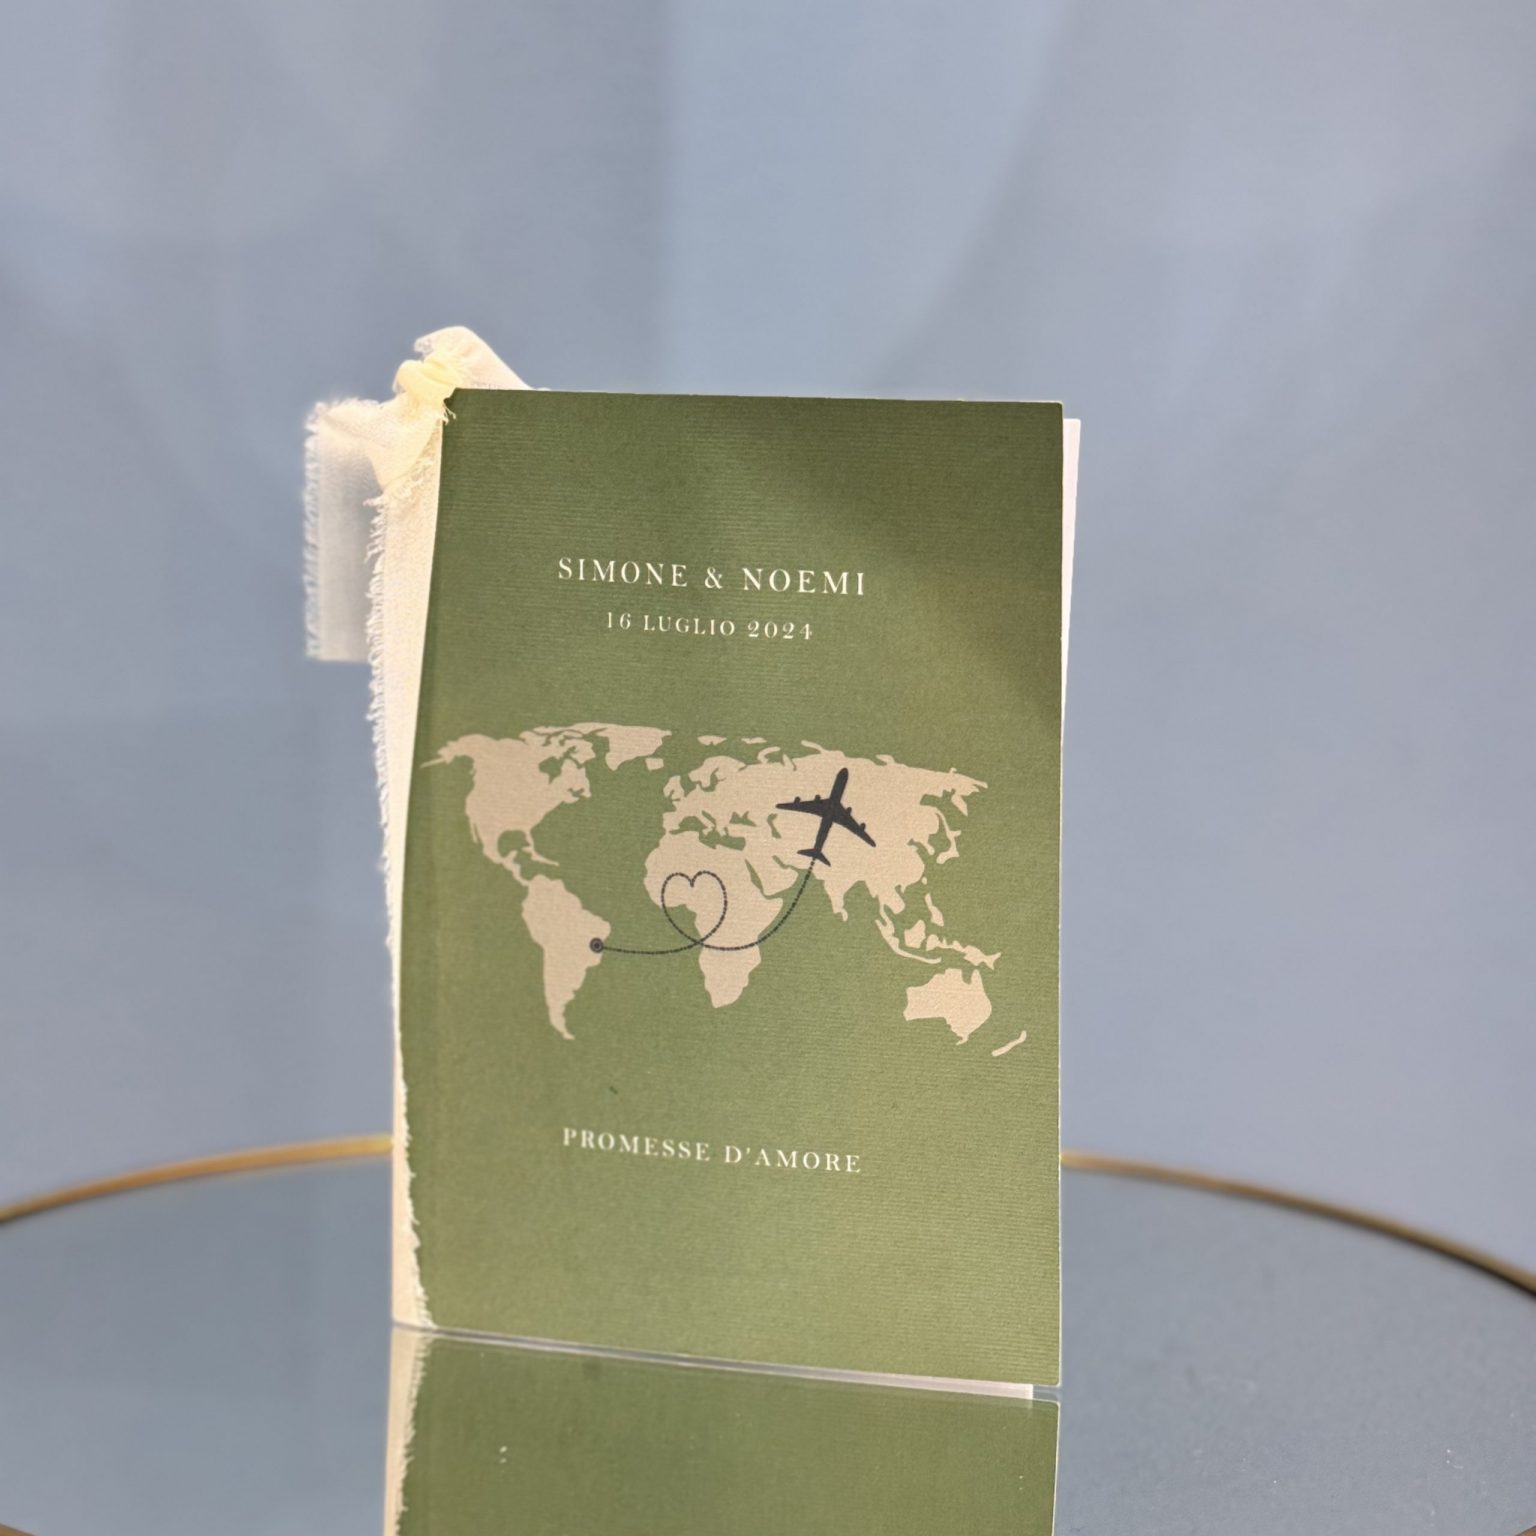 SIMONE & NOEMI
16 LUGLIO 2024
PROMESSE D'AMORE